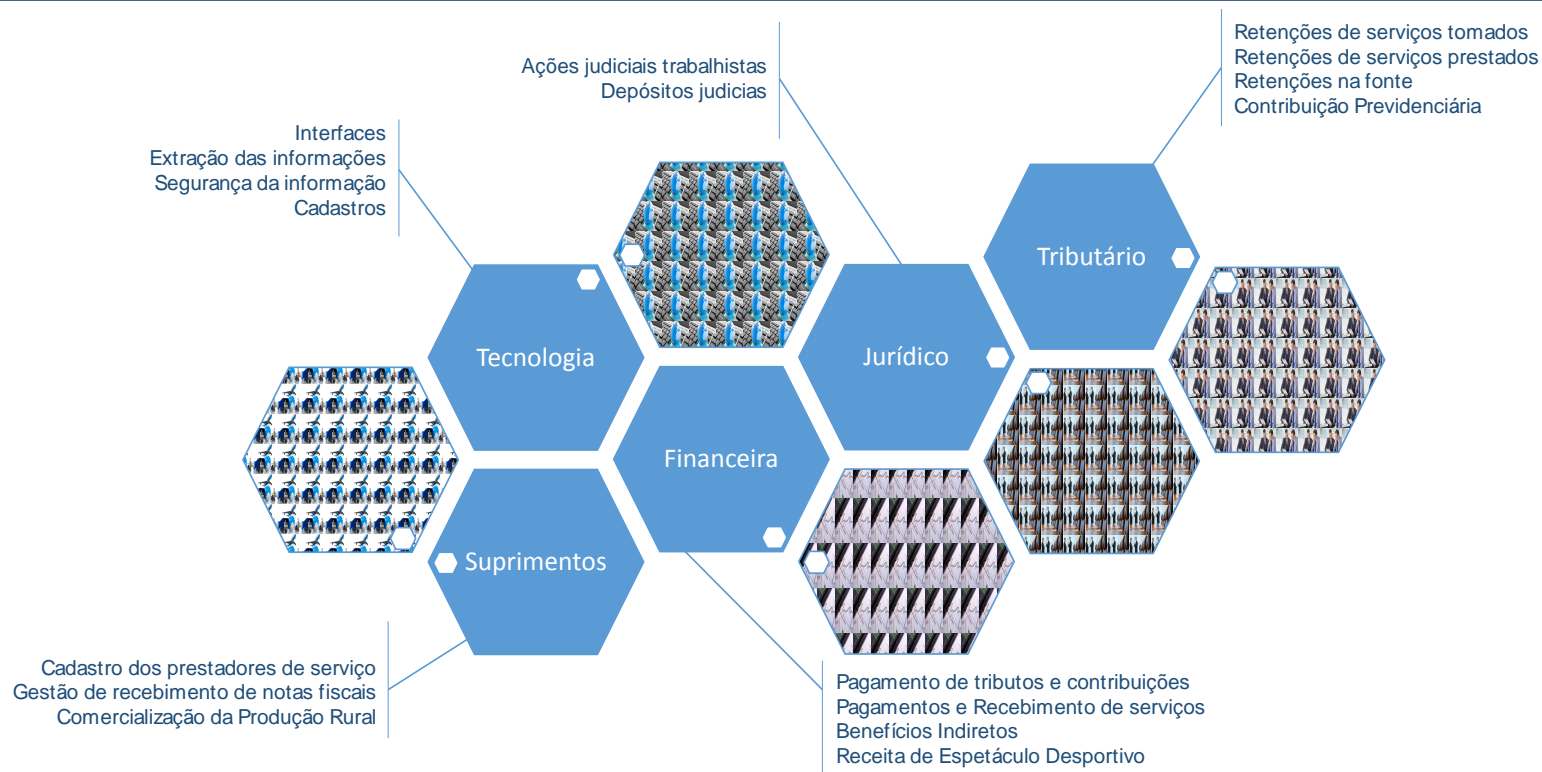 Retenções de serviços tomados
Retenções de serviços prestados
Retenções na fonte
Contribuição Previdenciária
Ações judiciais trabalhistas
Depósitos judicias
Interfaces
Extração das informações
Segurança da informação
Cadastros
Tributário
Tecnologia
Jurídico
Financeira
Suprimentos
Cadastro dos prestadores de serviço
Gestão de recebimento de notas fiscais
Comercialização da Produção Rural
Pagamento de tributos e contribuições
Pagamentos e Recebimento de serviços
Benefícios Indiretos
Receita de Espetáculo Desportivo